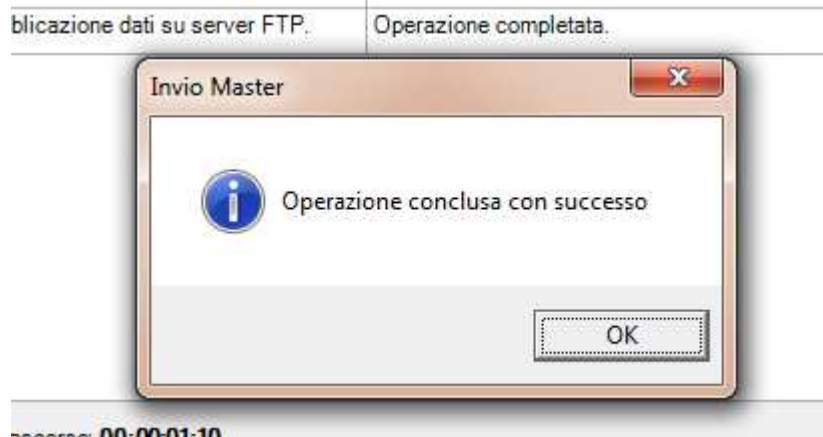 blicazione dati su server FTP. Operazione completata.
Invio Master
Operazione conclusa con successo
OK
00:00:01:10